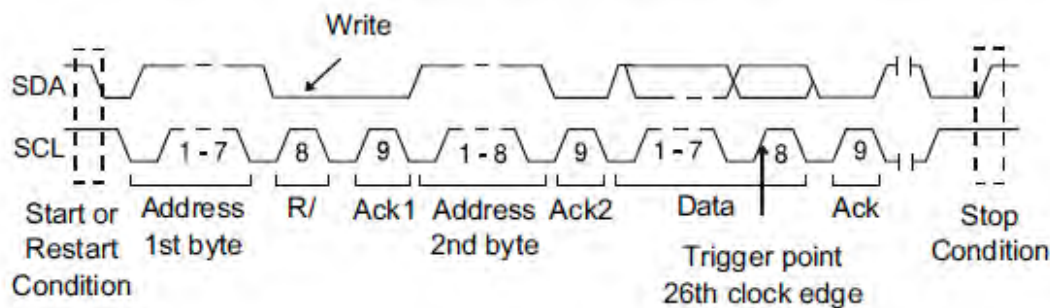 Write
SDA
SCL
1 - 7 8 9 1 - 8 9 1 - 7 8 9
Start or
Restart
Condition
Address
1st byte
R/
Ack1
Address
2nd byte
Ack2
Data
Ack
Stop
Condition
Trigger point
26th clock edge